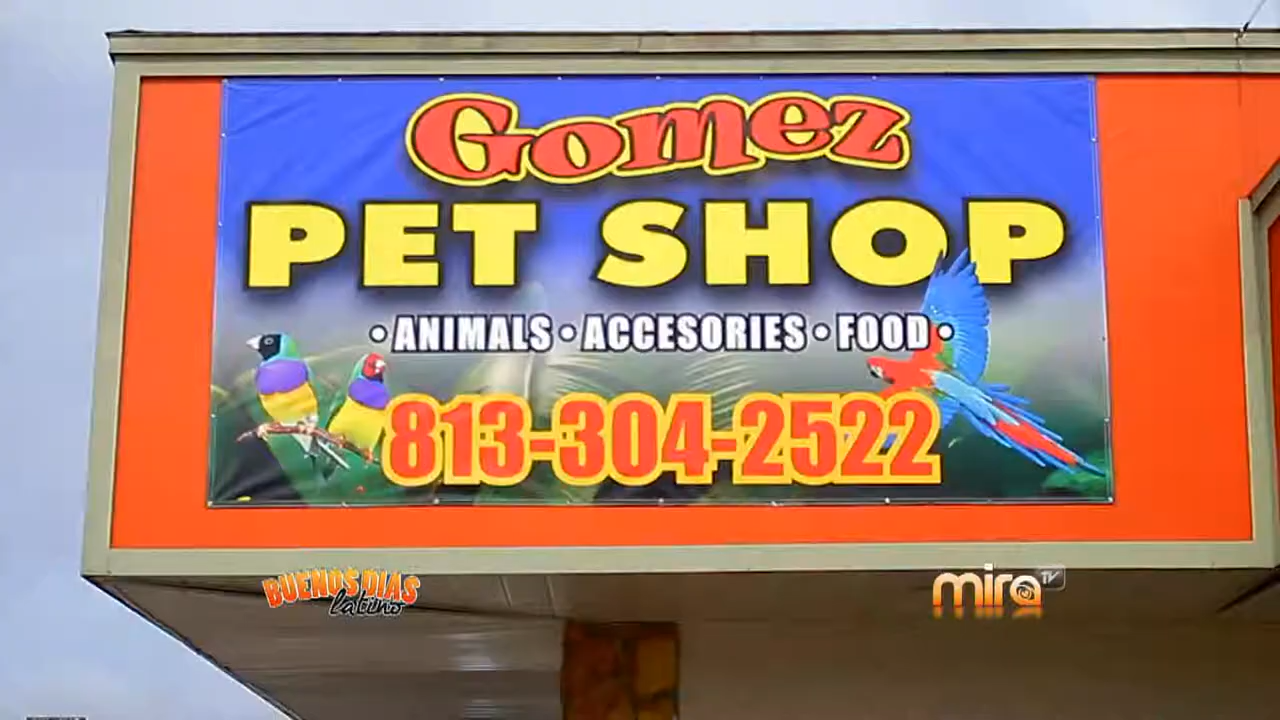 Gomez
PET SHOP
• ANIMALS • ACCESORIES • FOOD •
813-304-2522
BUENOS DIAS
latino
mira TV